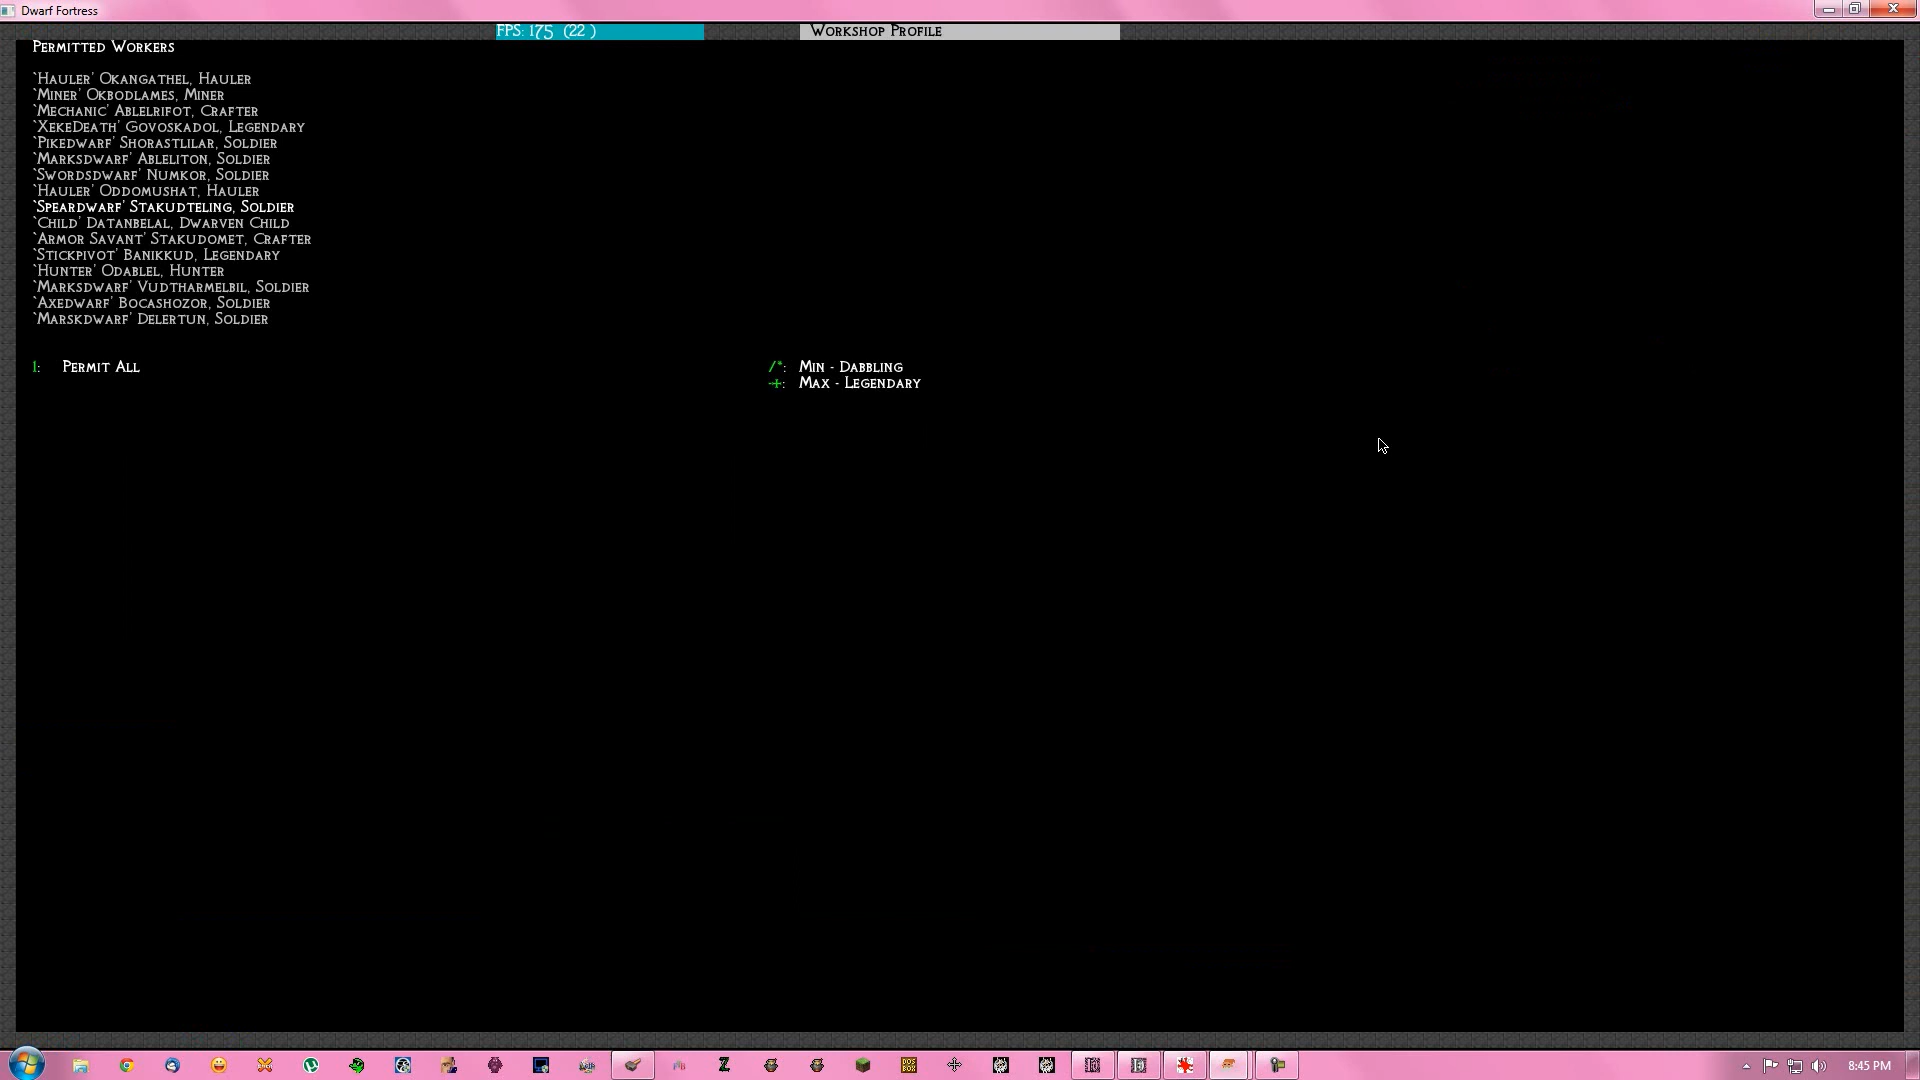 Dwarf Fortress
FPS: 175 (22 )
Workshop Profile
Permitted Workers
`Hauler' Okangathel, Hauler
`Miner' Okbodlames, Miner
`Mechanic' Ablelrifot, Crafter
`XekeDeath' Govoskadol, Legendary
`Pikedwarf' Shorastlilar, Soldier
`Marksdwarf' Ableliton, Soldier
`Swordsdwarf' Numkor, Soldier
`Hauler' Oddomushat, Hauler
`Speardwarf' Stakudteling, Soldier
`Child' Datanbelal, Dwarven Child
`Armor Savant' Stakudomet, Crafter
`Stickpivot' Banikkud, Legendary
`Hunter' Odablel, Hunter
`Marksdwarf' Vudtharmelbil, Soldier
`Axedwarf' Bocashozor, Soldier
`Marskdwarf' Delertun, Soldier
1: Permit All
/*: Min - Dabbling
-+: Max - Legendary
Z
DOS BOX
8:45 PM